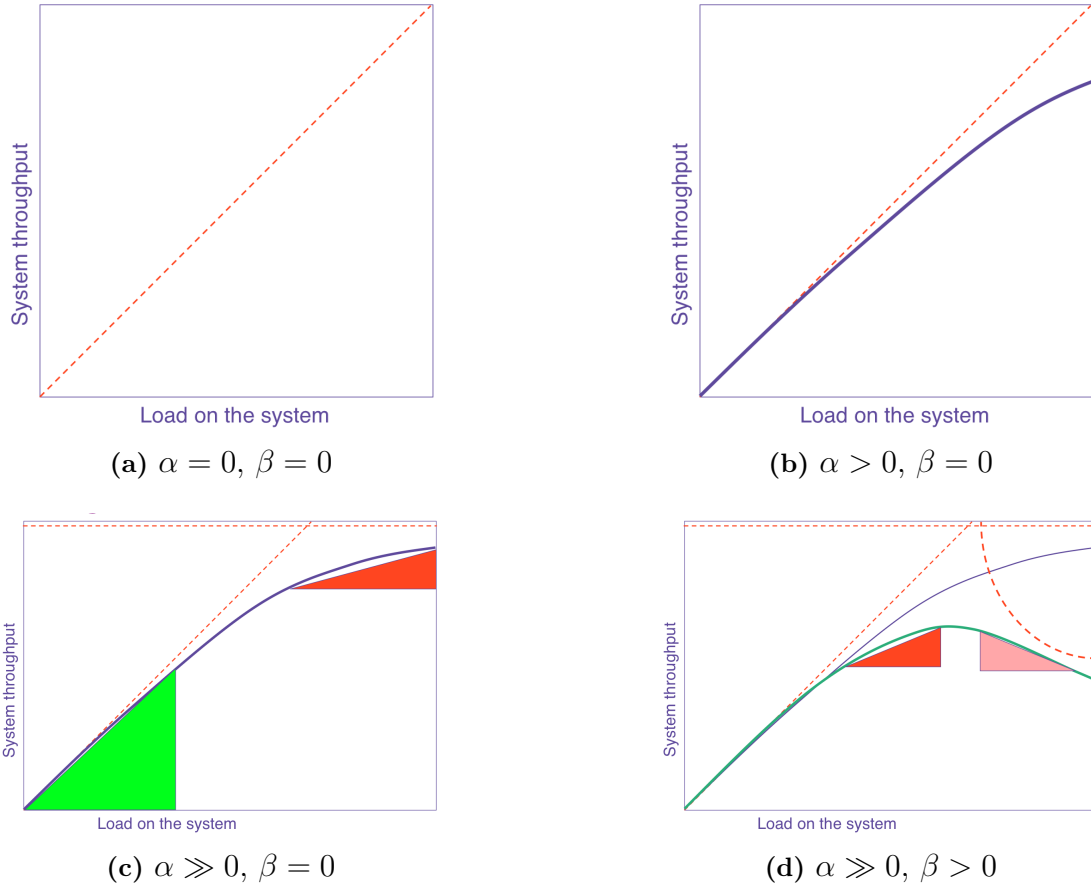 System throughput
Load on the system
(a) α = 0, β = 0
System throughput
Load on the system
(b) α > 0, β = 0
System throughput
Load on the system
(c) α ≫ 0, β = 0
System throughput
Load on the system
(d) α ≫ 0, β > 0